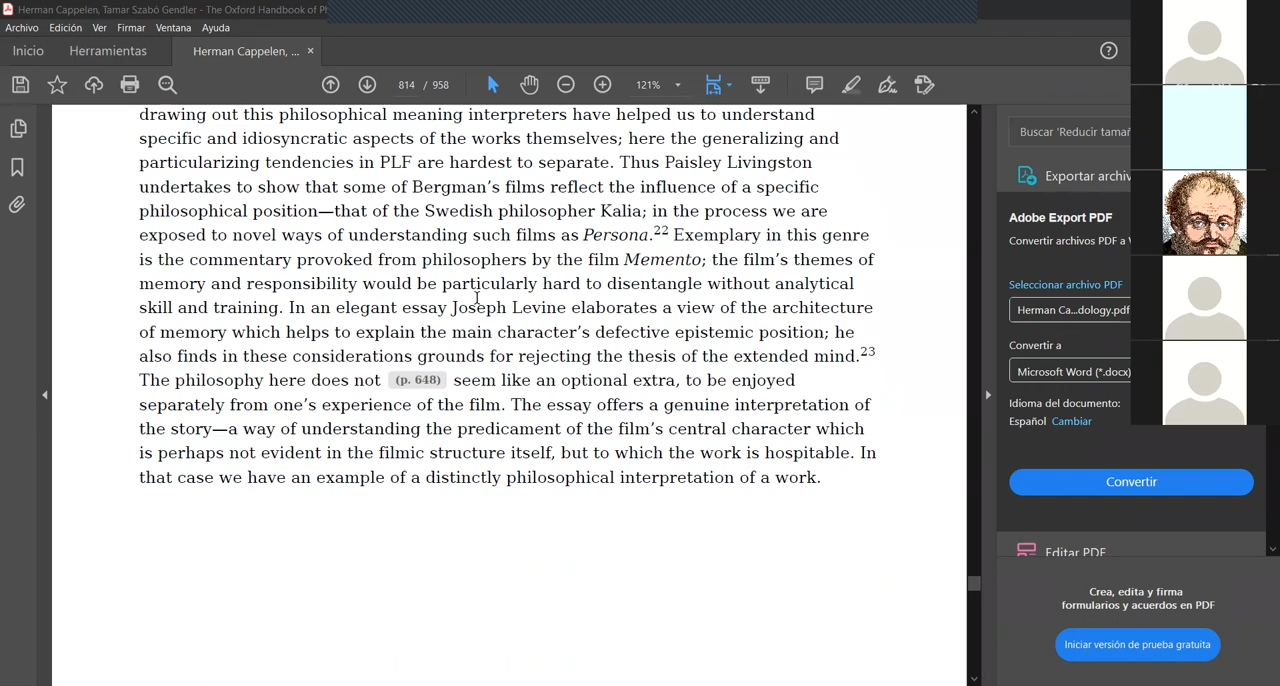 Herman Cappelen, Tamar Szabó Gendler - The Oxford Handbook of Ph
Archivo Edición Ver Firmar Ventana Ayuda
Inicio Herramientas Herman Cappelen, ... ×
814 / 958 121%
drawing out this philosophical meaning interpreters have helped us to understand
specific and idiosyncratic aspects of the works themselves; here the generalizing and
particularizing tendencies in PLF are hardest to separate. Thus Paisley Livingston
undertakes to show that some of Bergman’s films reflect the influence of a specific
philosophical position—that of the Swedish philosopher Kalia; in the process we are
exposed to novel ways of understanding such films as Persona.22 Exemplary in this genre
is the commentary provoked from philosophers by the film Memento; the film’s themes of
memory and responsibility would be particularly hard to disentangle without analytical
skill and training. In an elegant essay Joseph Levine elaborates a view of the architecture
of memory which helps to explain the main character’s defective epistemic position; he
also finds in these considerations grounds for rejecting the thesis of the extended mind.23
The philosophy here does not (p. 648) seem like an optional extra, to be enjoyed
separately from one’s experience of the film. The essay offers a genuine interpretation of
the story—a way of understanding the predicament of the film’s central character which
is perhaps not evident in the filmic structure itself, but to which the work is hospitable. In
that case we have an example of a distinctly philosophical interpretation of a work.
Buscar 'Reducir tamañ
Exportar archiv
Adobe Export PDF
Convertir archivos PDF a
Seleccionar archivo PDF
Herman Ca...dology.pdf
Convertir a
Microsoft Word (*.docx)
Idioma del documento:
Español Cambiar
Convertir
Editar PDF
Crea, edita y firma
formularios y acuerdos en PDF
Iniciar versión de prueba gratuita